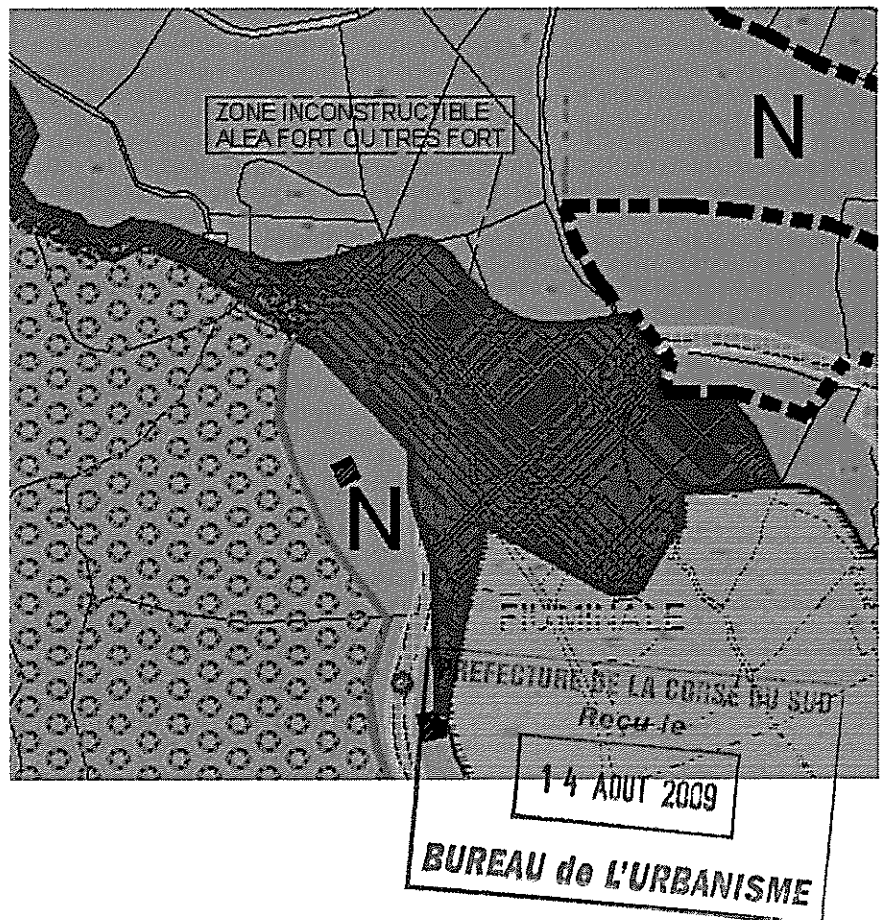 ZONE INCONSTRUCTIBLE
ALEA FORT OU TRES FORT
N
N
FIUMINALE
PREFECTURE DE LA CORSE DU SUD
Reçu le
14 AOUT 2009
BUREAU de L'URBANISME